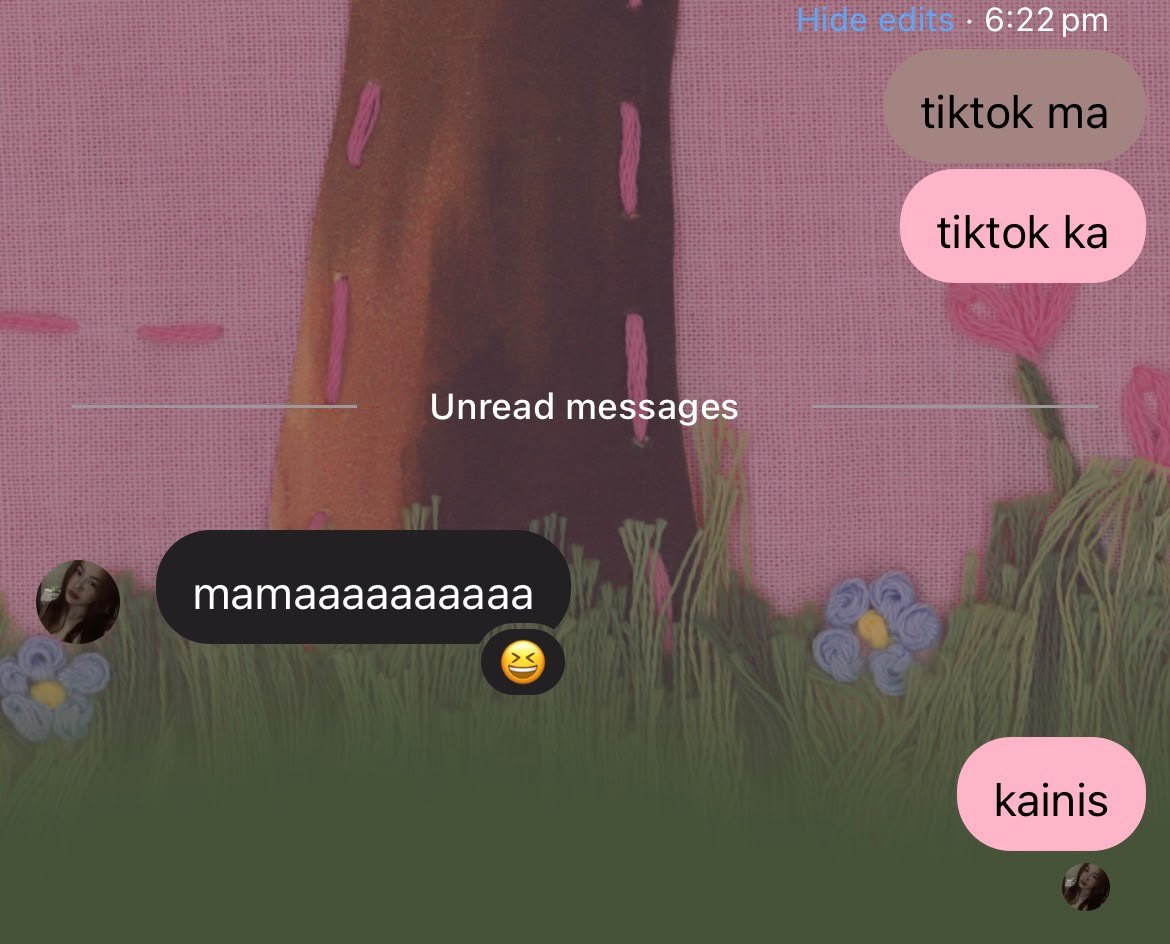 Hide edits · 6:22 pm
tiktok ma
tiktok ka
Unread messages
mamaaaaaaaaaa
😆
kainis